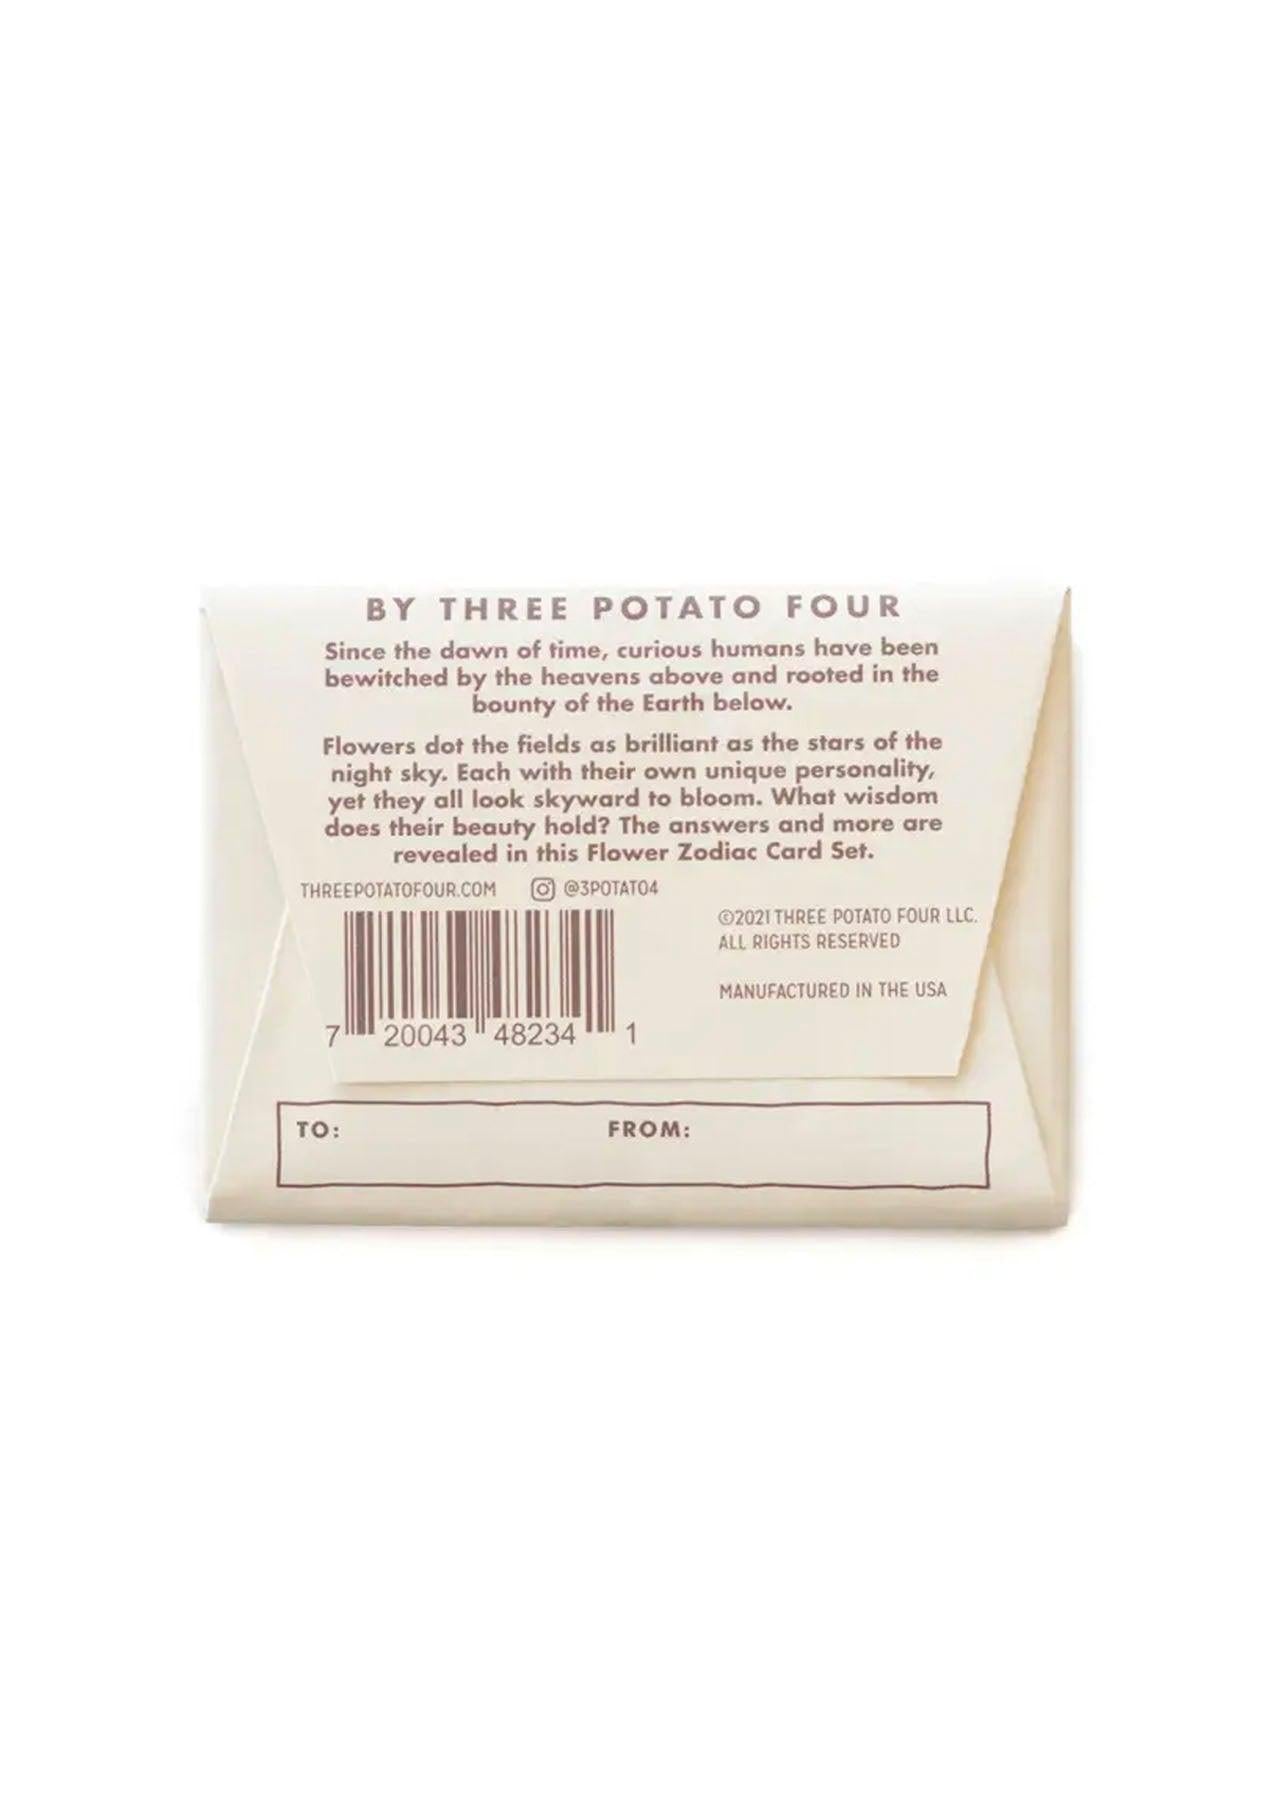 BY THREE POTATO FOUR
Since the dawn of time, curious humans have been
bewitched by the heavens above and rooted in the
bounty of the Earth below.
Flowers dot the fields as brilliant as the stars of the
night sky. Each with their own unique personality,
yet they all look skyward to bloom. What wisdom
does their beauty hold? The answers and more are
revealed in this Flower Zodiac Card Set.
THREEPOTATOFOUR.COM @3POTATO4
©2021 THREE POTATO FOUR LLC.
ALL RIGHTS RESERVED
MANUFACTURED IN THE USA
7 20043 48234 1
TO: FROM: